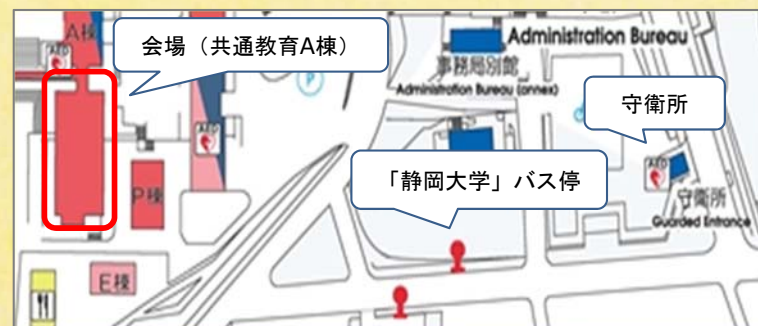 A棟
AED
会場（共通教育A棟）
P
AED
Administration Bureau
事務局別館
Administration Bureau (annex)
守衛所
「静岡大学」バス停
AED
守衛所
Guarded Entrance
P棟
E棟